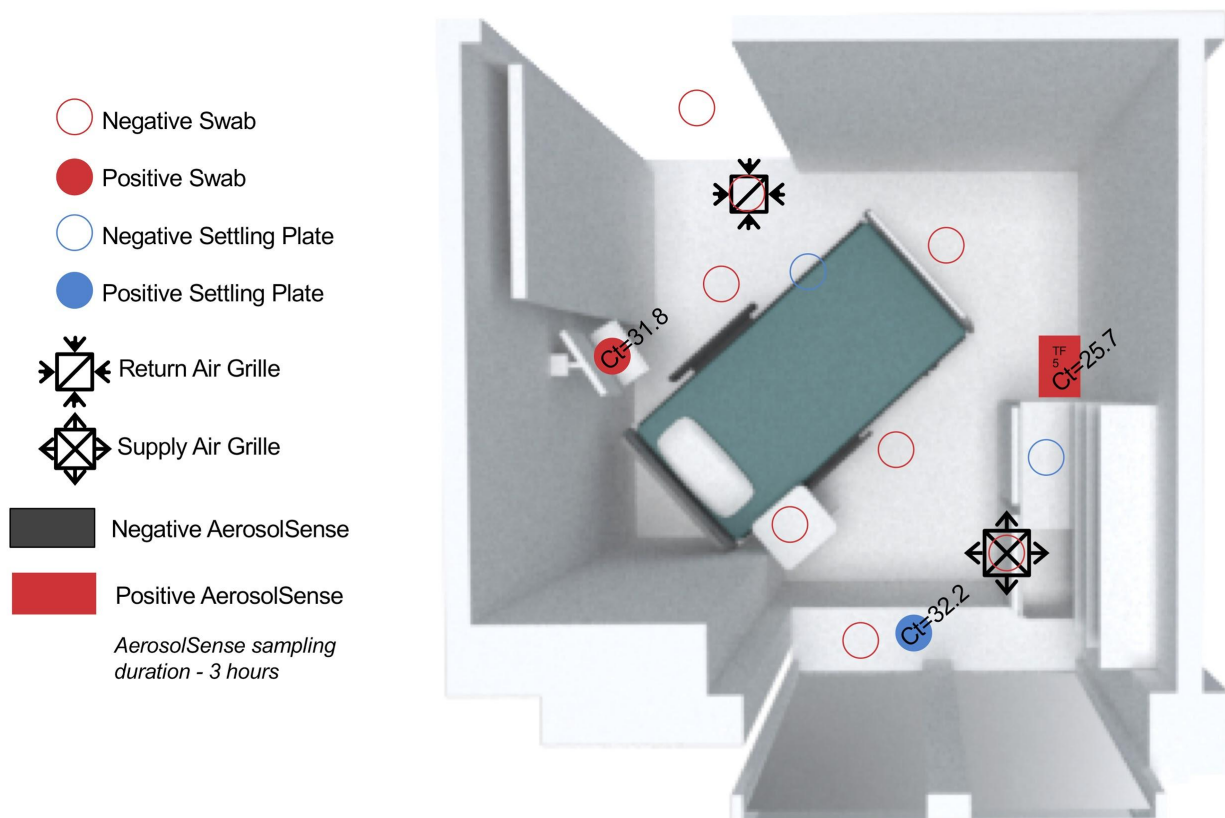 Negative Swab
Positive Swab
Negative Settling Plate
Positive Settling Plate
Return Air Grille
Supply Air Grille
Negative AerosolSense
Positive AerosolSense
AerosolSense sampling
duration - 3 hours
Ct=31.8
TF
5
Ct=25.7
Ct=32.2